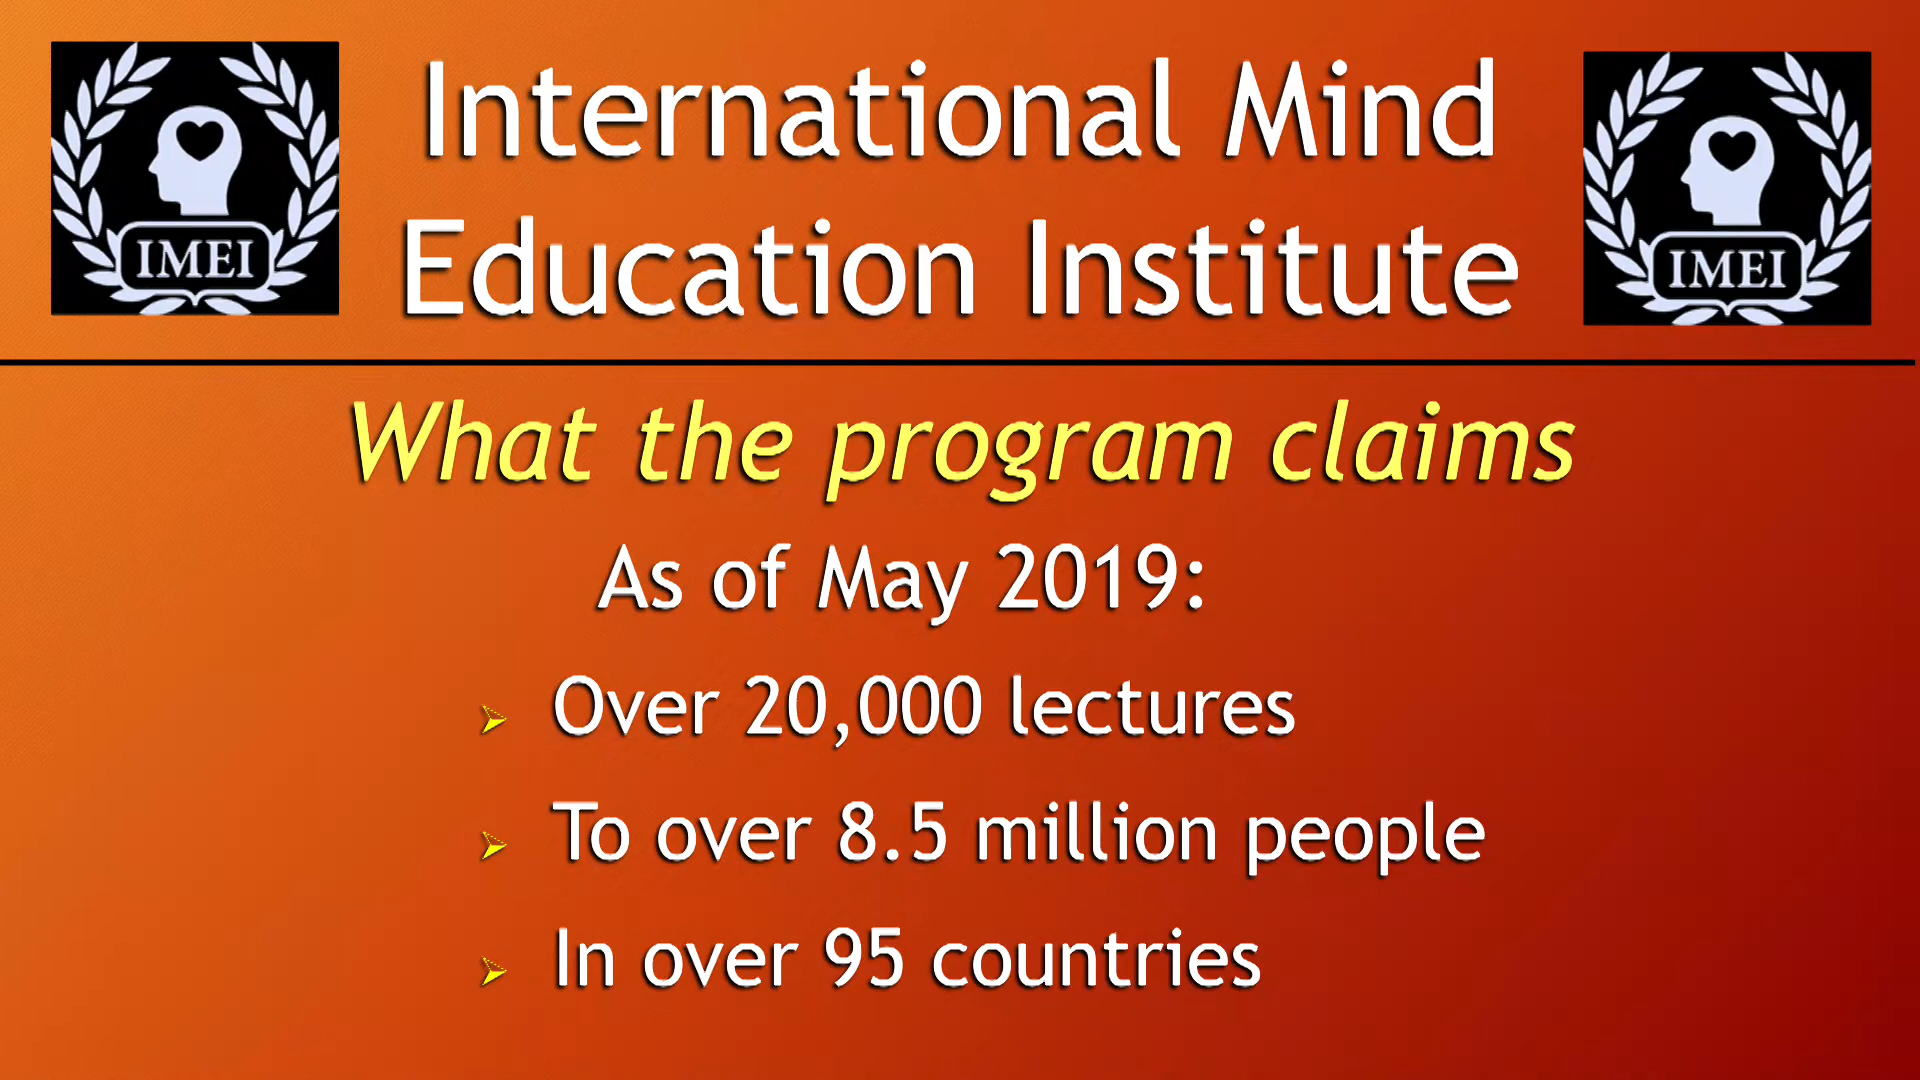 International Mind
Education Institute
IMEI
IMEI
What the program claims
As of May 2019:
Over 20,000 lectures
To over 8.5 million people
In over 95 countries